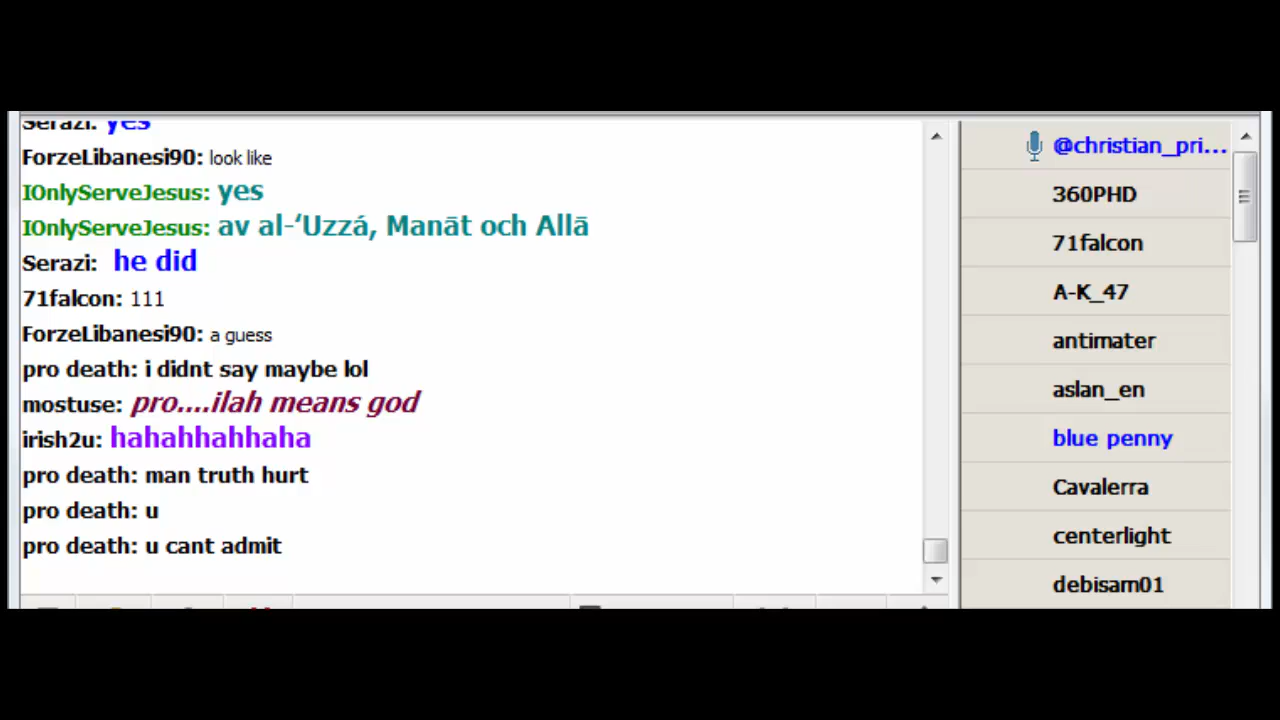 Serazi: yes
ForzeLibanesi90: look like
IOnlyServeJesus: yes
IOnlyServeJesus: av al-‘Uzzá, Manāt och Allā
Serazi: he did
71falcon: 111
ForzeLibanesi90: a guess
pro death: i didnt say maybe lol
mostuse: pro....ilah means god
irish2u: hahahhahhaha
pro death: man truth hurt
pro death: u
pro death: u cant admit
@christian_pri...
360PHD
71falcon
A-K_47
antimater
aslan_en
blue penny
Cavalerra
centerlight
debisam01